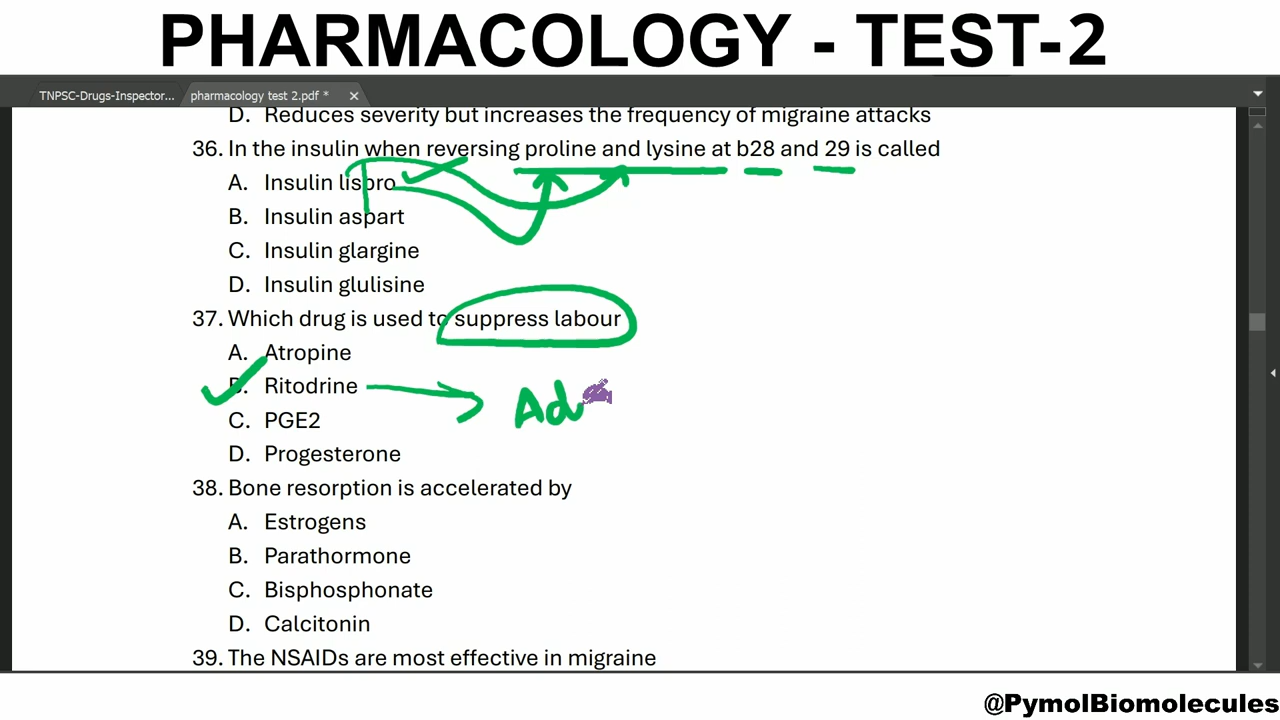 PHARMACOLOGY - TEST-2
TNPSC-Drugs-Inspector... pharmacology test 2.pdf *
D. Reduces severity but increases the frequency of migraine attacks
36. In the insulin when reversing proline and lysine at b28 and 29 is called
A. Insulin lispro
B. Insulin aspart
C. Insulin glargine
D. Insulin glulisine
37. Which drug is used to suppress labour
A. Atropine
B. Ritodrine
Ad
C. PGE2
D. Progesterone
38. Bone resorption is accelerated by
A. Estrogens
B. Parathormone
C. Bisphosphonate
D. Calcitonin
39. The NSAIDs are most effective in migraine
@PymolBiomolecules